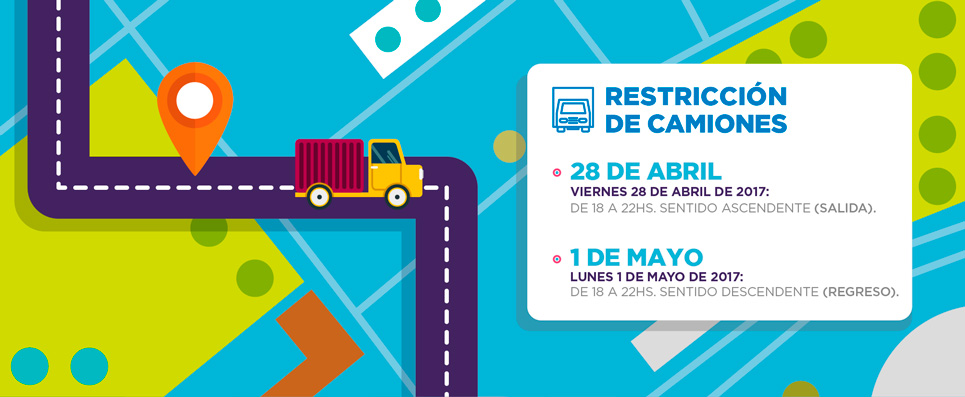 RESTRICCIÓN
DE CAMIONES
28 DE ABRIL
VIERNES 28 DE ABRIL DE 2017:
DE 18 A 22HS. SENTIDO ASCENDENTE (SALIDA).
1 DE MAYO
LUNES 1 DE MAYO DE 2017:
DE 18 A 22HS. SENTIDO DESCENDENTE (REGRESO).